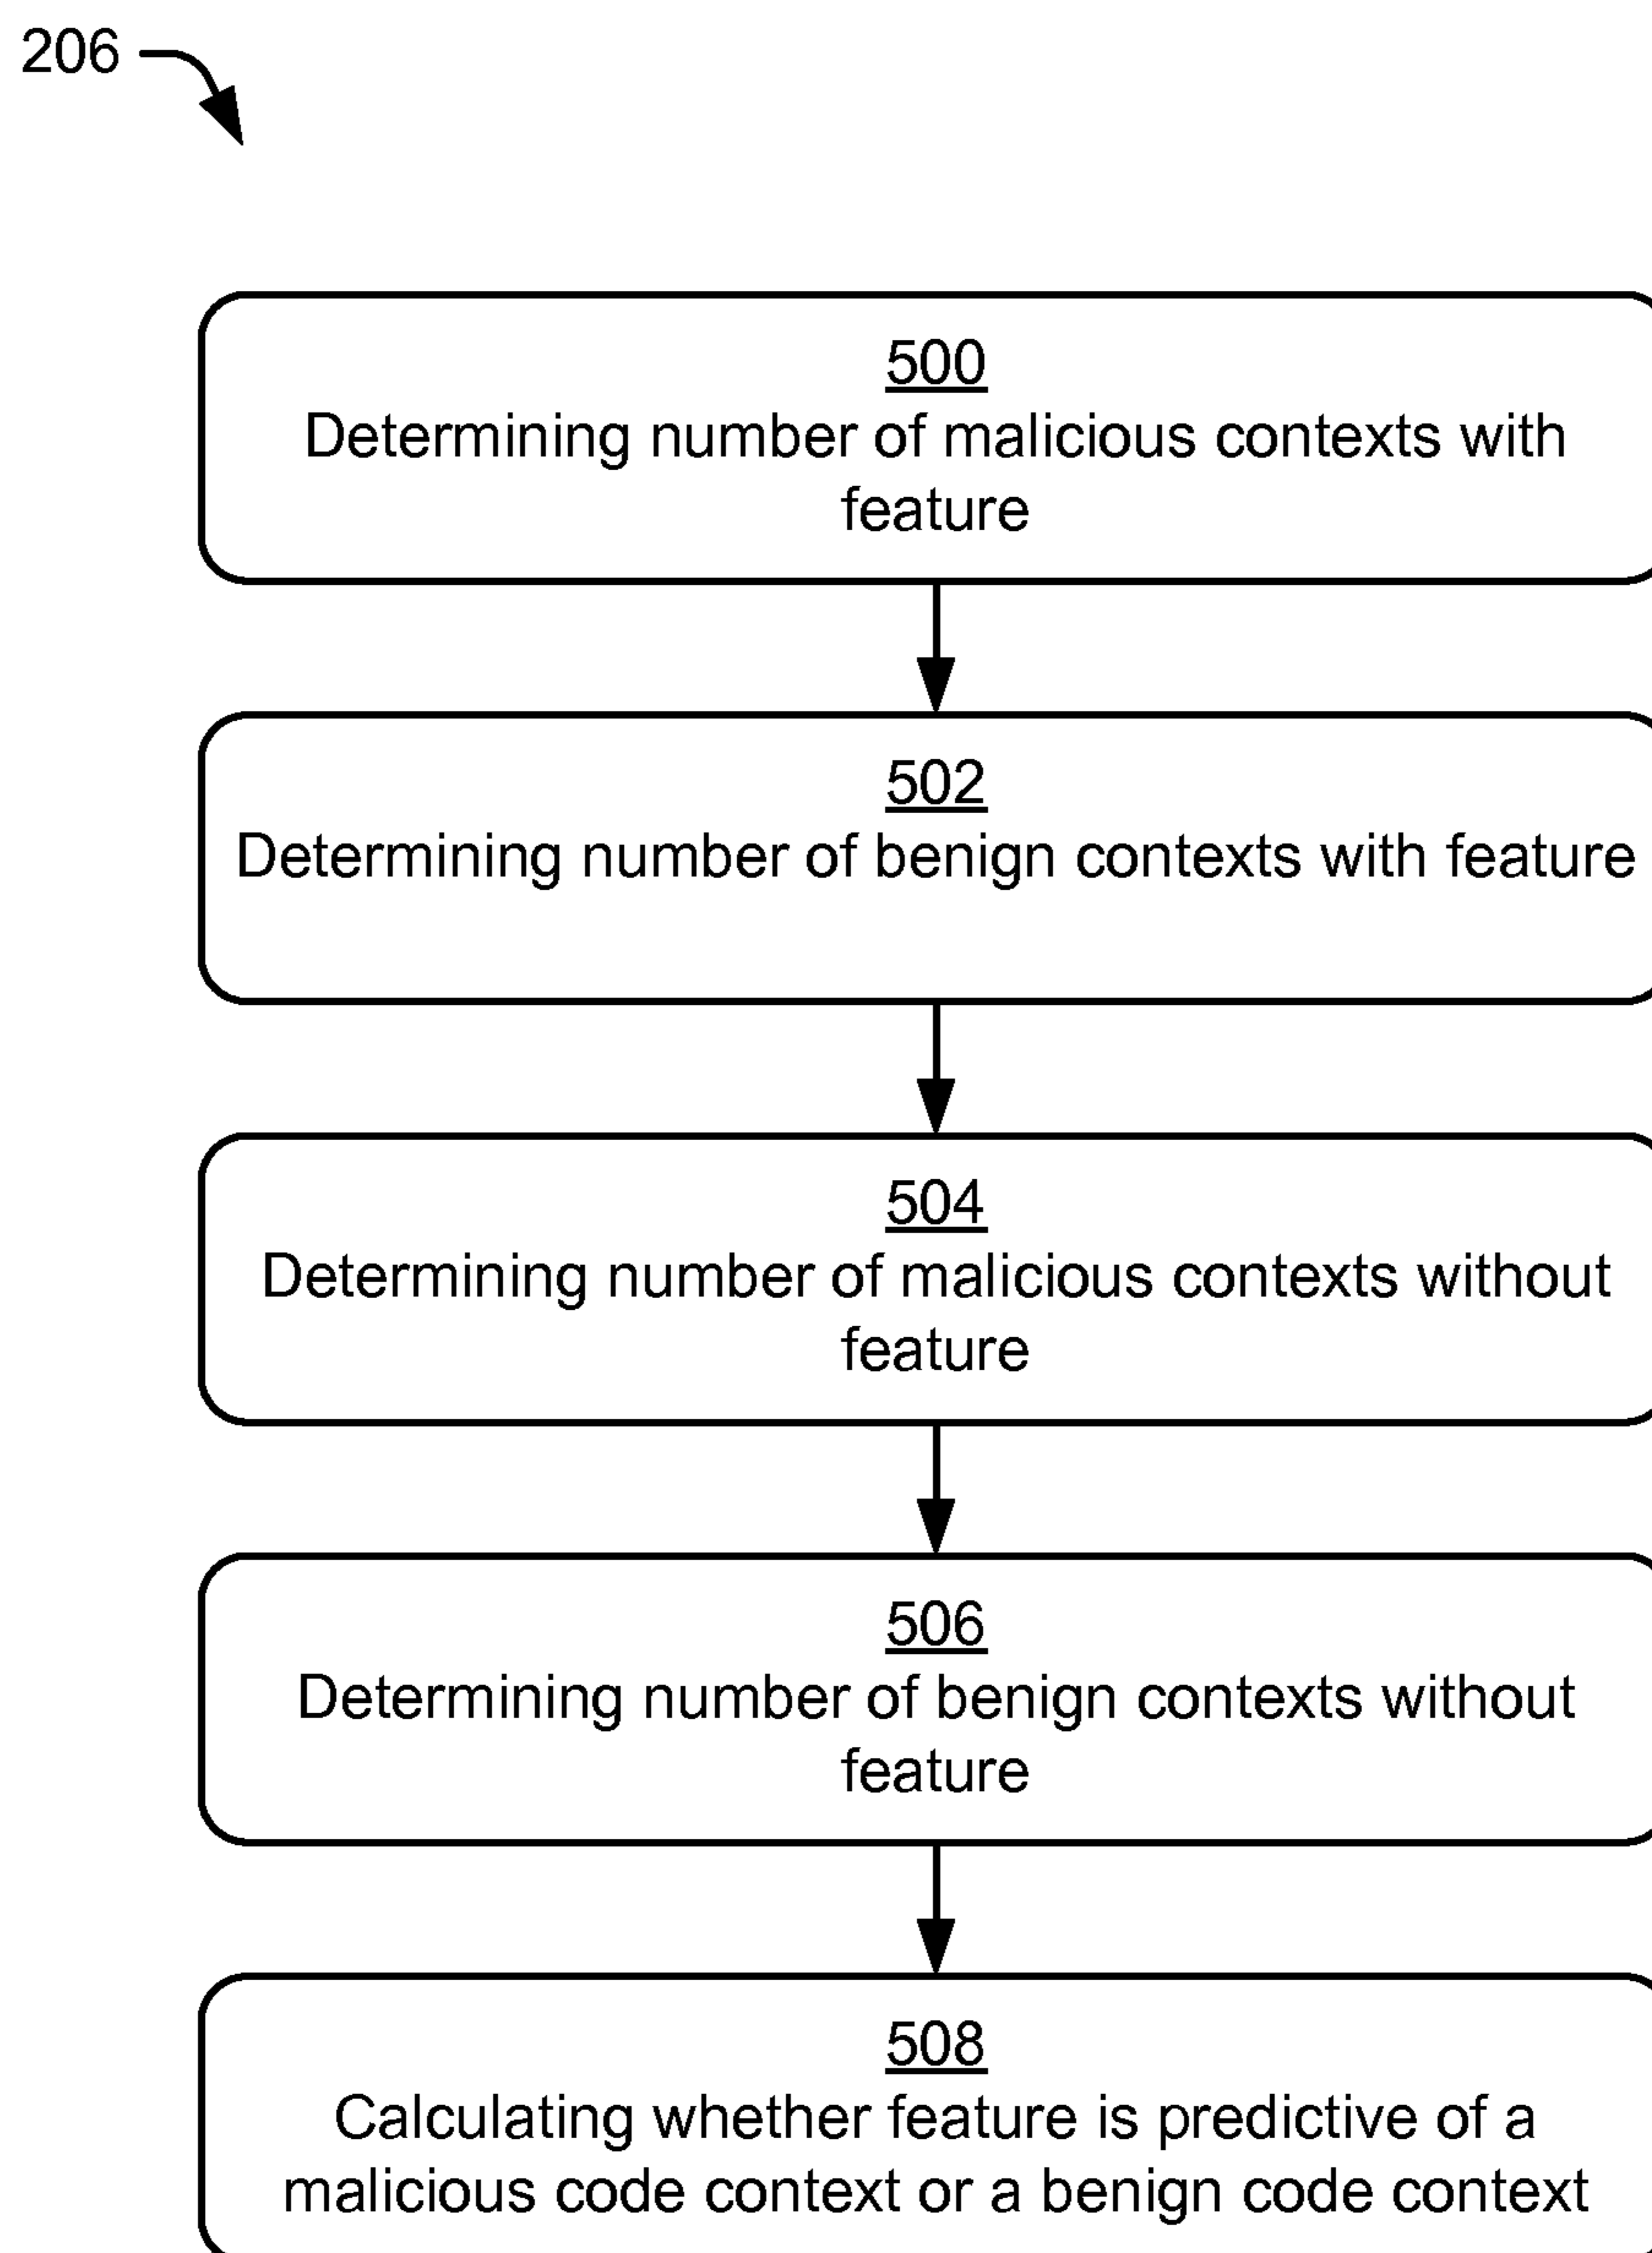 206
500
Determining number of malicious contexts with
feature
502
Determining number of benign contexts with feature
504
Determining number of malicious contexts without
feature
506
Determining number of benign contexts without
feature
508
Calculating whether feature is predictive of a
malicious code context or a benign code context